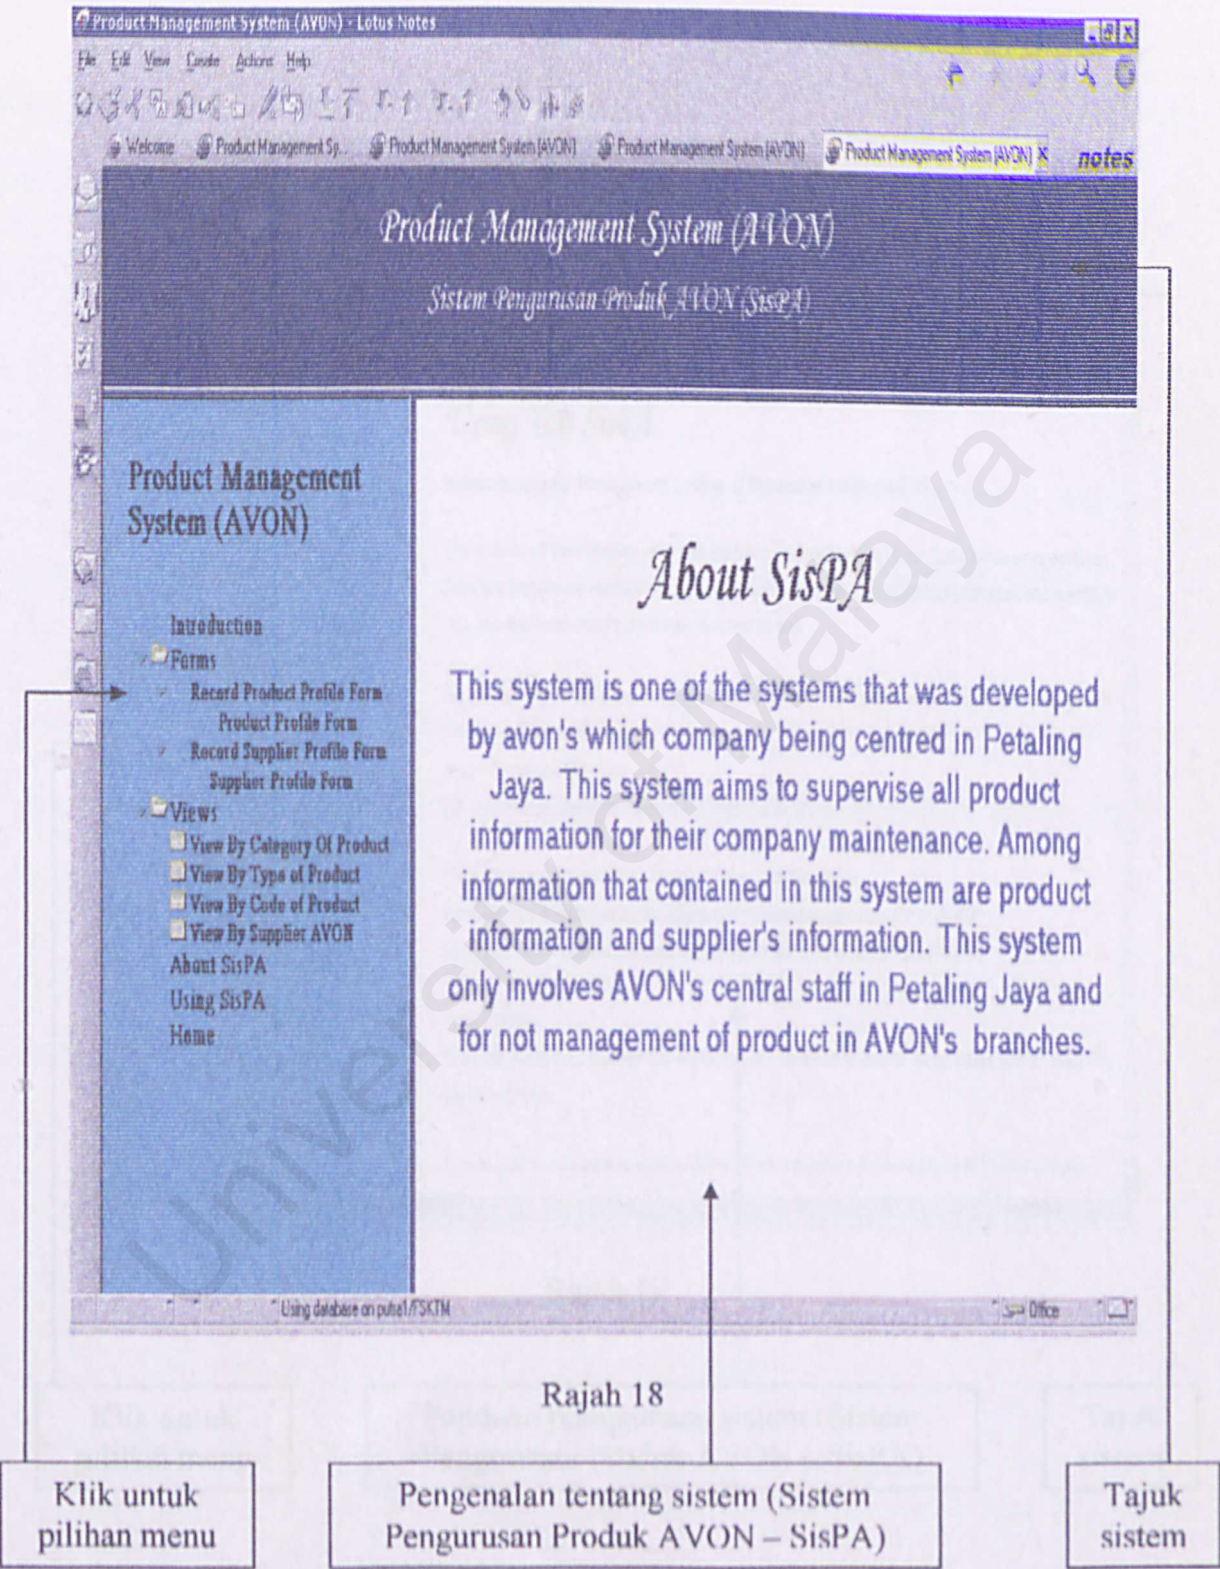 Product Management System (AVON) - Lotus Notes
File Edit View Create Actions Help
Welcome Product Management Sy... Product Management System (AVON) Product Management System (AVON) Product Management System (AVON) X notes
Product Management System (AVON)
Sistem Pengurusan Produk AVON (SisPA)
Product Management
System (AVON)
Introduction
Forms
Record Product Profile Form
Product Profile Form
Record Supplier Profile Form
Supplier Profile Form
Views
View By Category Of Product
View By Type of Product
View By Code of Product
View By Supplier AVON
About SisPA
Using SisPA
Home
About SisPA
This system is one of the systems that was developed
by avon's which company being centred in Petaling
Jaya. This system aims to supervise all product
information for their company maintenance. Among
information that contained in this system are product
information and supplier's information. This system
only involves AVON's central staff in Petaling Jaya and
for not management of product in AVON's branches.
Using database on putra1/FSKTM
Office
University of Malaya
Rajah 18
Klik untuk
pilihan menu
Pengenalan tentang sistem (Sistem
Pengurusan Produk AVON – SisPA)
Tajuk
sistem